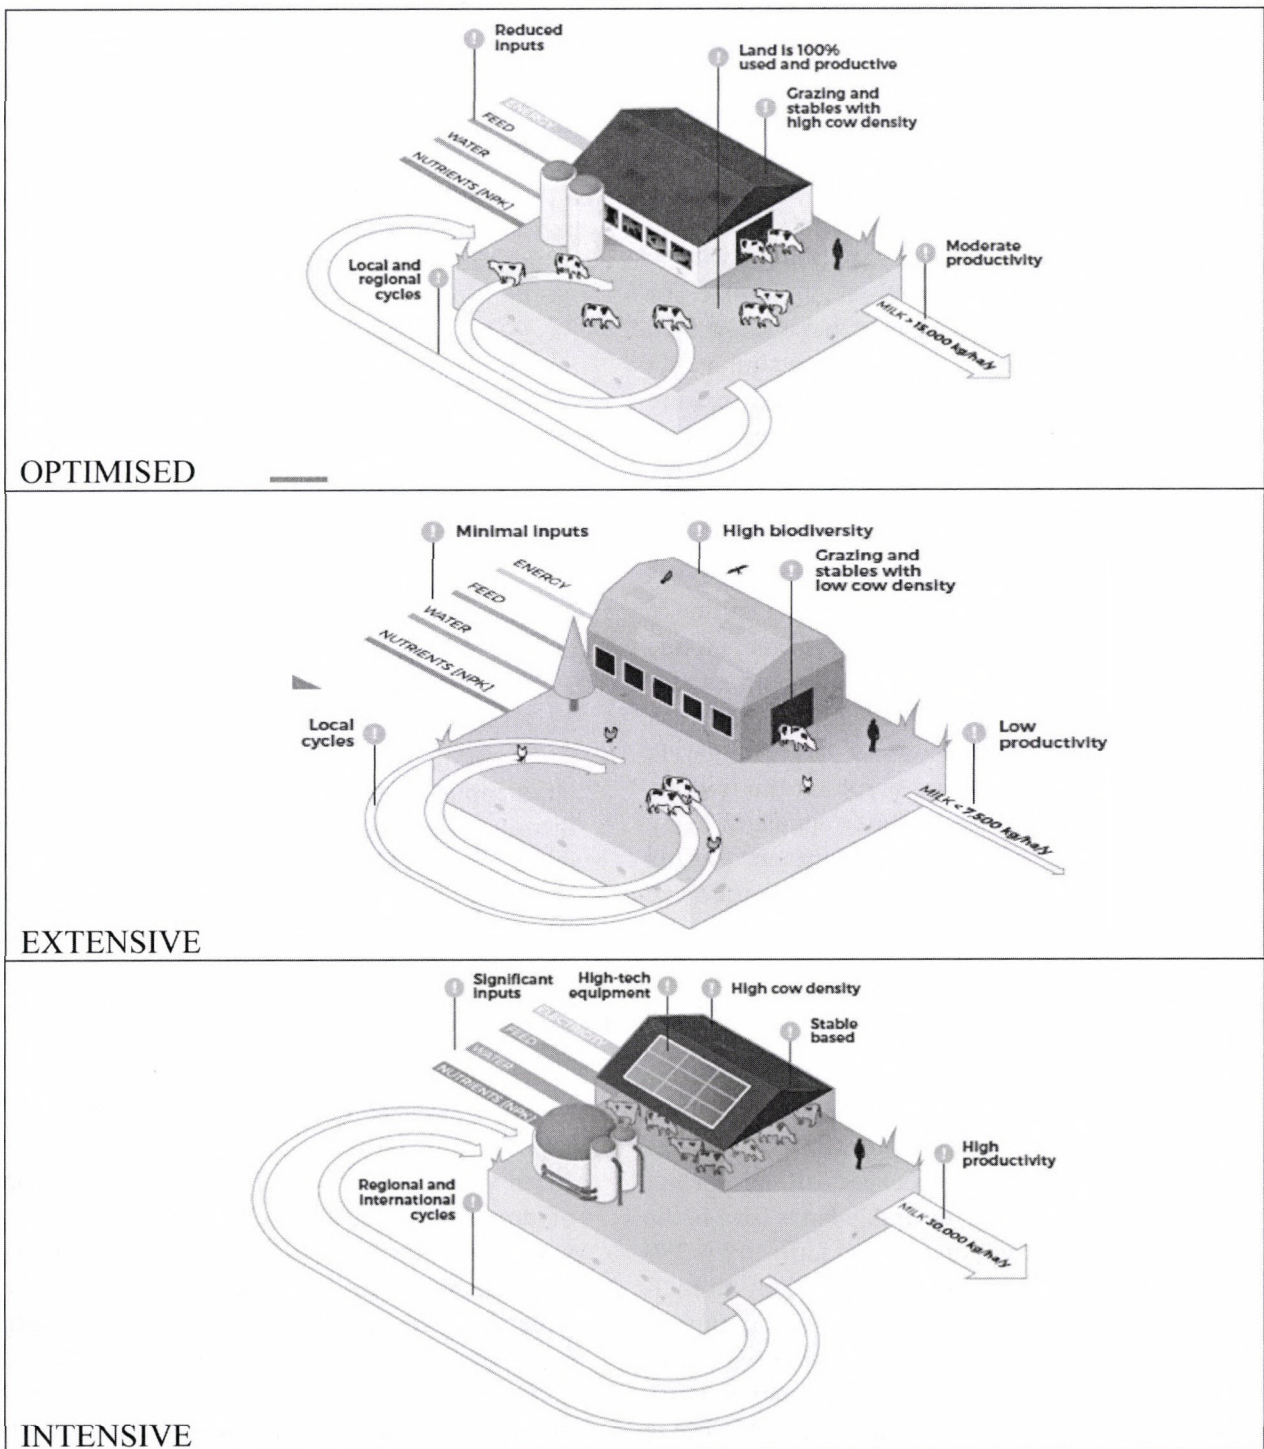 Reduced
Inputs
Land is 100%
used and productive
Grazing and
stables with
high cow density
ENERGY
FEED
WATER
NUTRIENTS [NPK]
Local and
regional
cycles
Moderate
productivity
MILK > 15.000 kg/ha/y
OPTIMISED
Minimal inputs
High biodiversity
Grazing and
stables with
low cow density
ENERGY
FEED
WATER
NUTRIENTS [NPK]
Local
cycles
Low
productivity
MILK < 7.500 kg/ha/y
EXTENSIVE
Significant
inputs
High-tech
equipment
High cow density
Stable
based
ELECTRICITY
FEED
WATER
NUTRIENTS [NPK]
Regional and
international
cycles
High
productivity
MILK 30.000 kg/ha/y
INTENSIVE